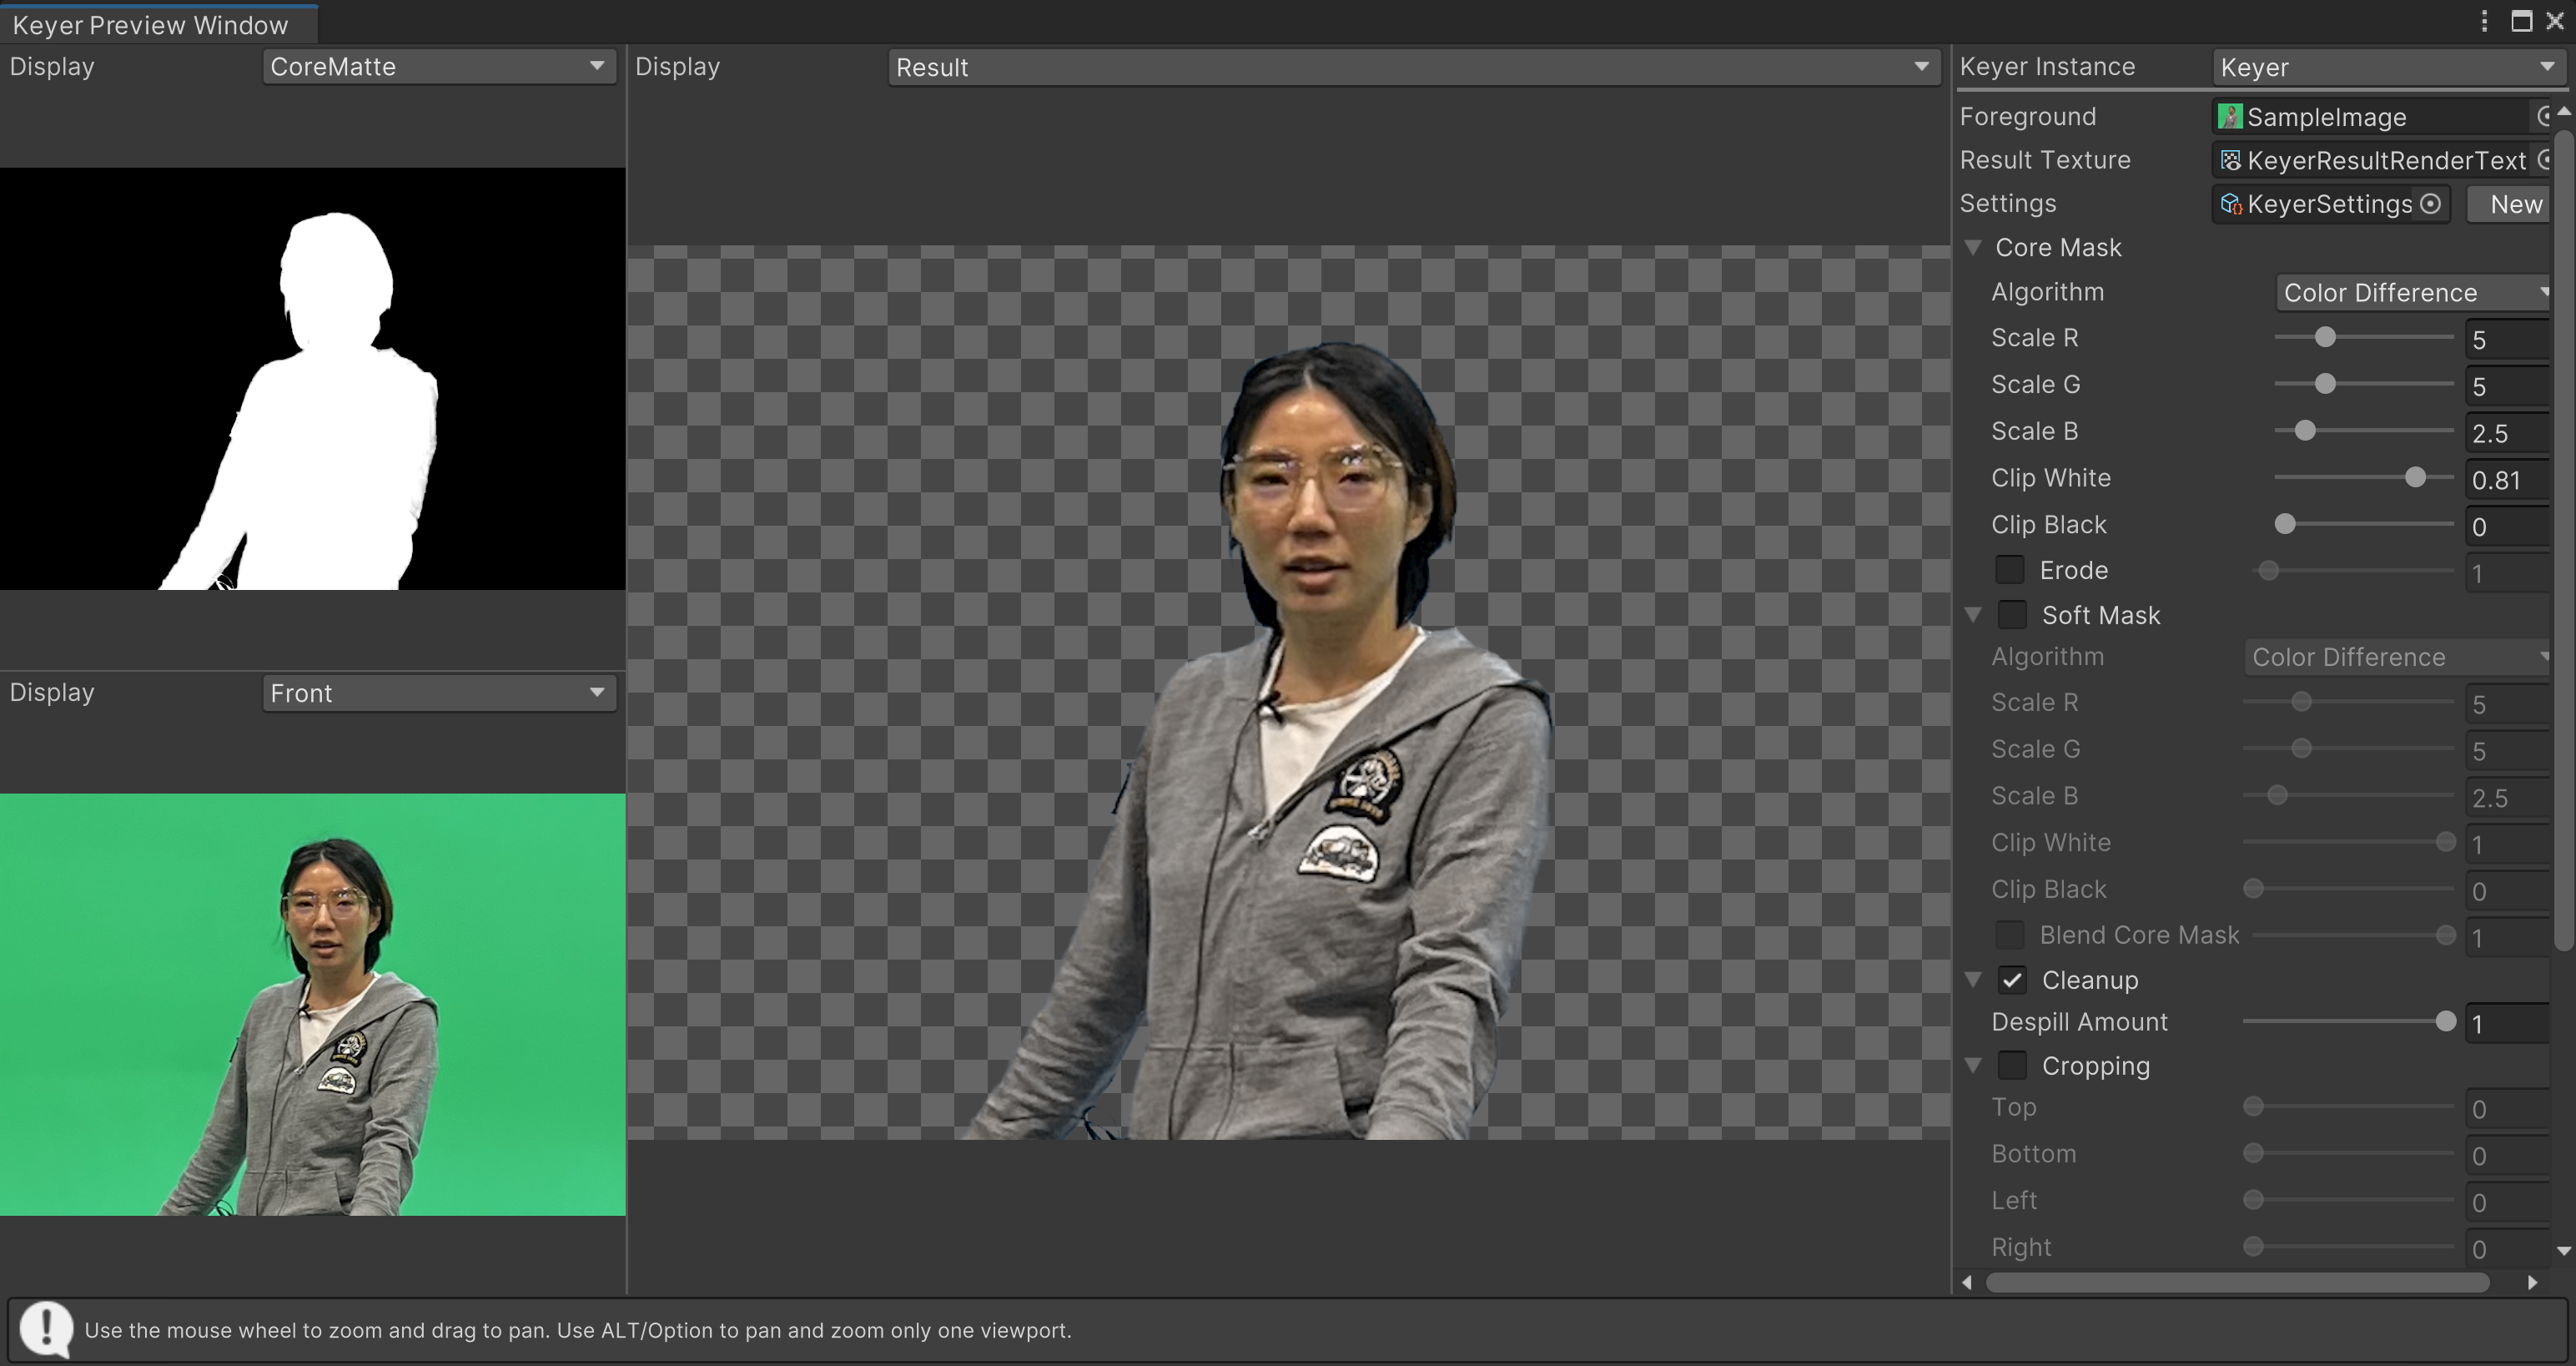 Keyer Preview Window
Display CoreMatte
Display Front
Display Result
Keyer Instance Keyer
Foreground SampleImage
Result Texture KeyerResultRenderText
Settings KeyerSettings New
Core Mask
Algorithm Color Difference
Scale R 5
Scale G 5
Scale B 2.5
Clip White 0.81
Clip Black 0
Erode 1
Soft Mask
Algorithm Color Difference
Scale R 5
Scale G 5
Scale B 2.5
Clip White 1
Clip Black 0
Blend Core Mask 1
Cleanup
Despill Amount 1
Cropping
Top 0
Bottom 0
Left 0
Right 0
Use the mouse wheel to zoom and drag to pan. Use ALT/Option to pan and zoom only one viewport.